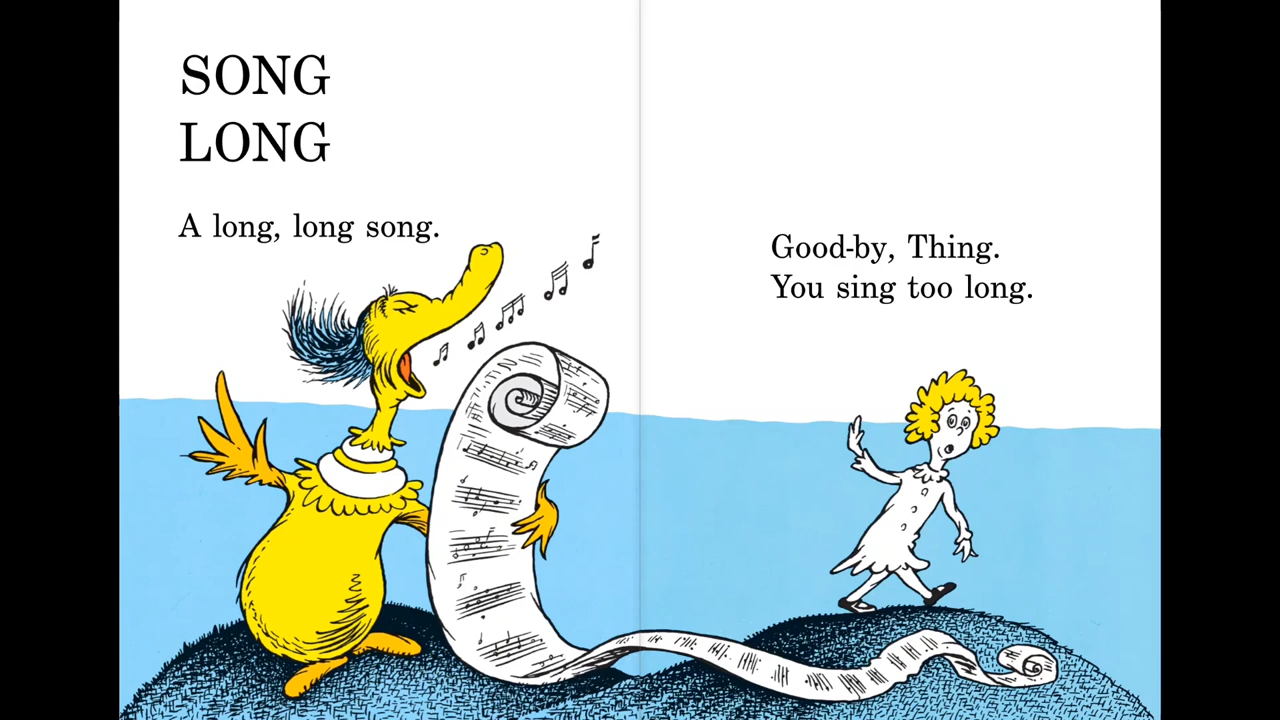 SONG
LONG
A long, long song.
Good-by, Thing.
You sing too long.